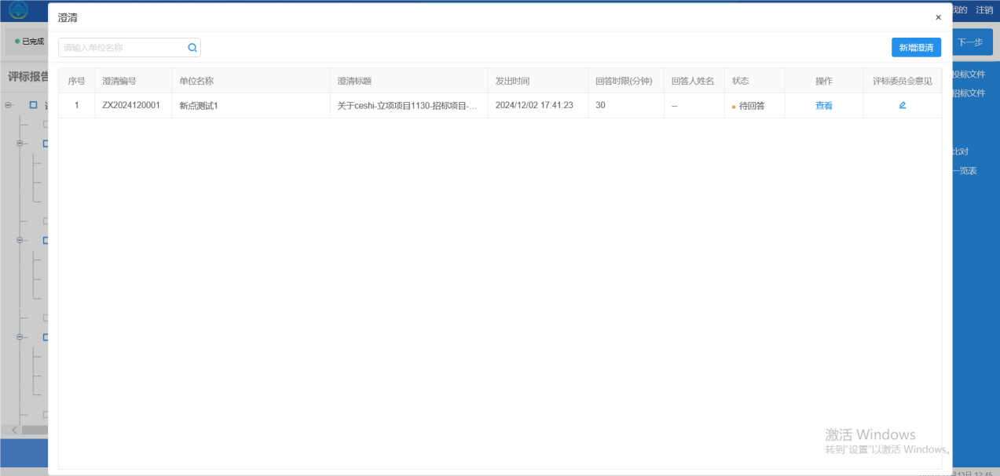 澄清
×
我的 注销
已完成
请输入单位名称
新增澄清
下一步
评标报告
序号 澄清编号 单位名称 澄清标题 发出时间 回答时限(分钟) 回答人姓名 状态 操作 评标委员会意见
投标文件
招标文件
1 ZX2024120001 新点测试1 关于ceshi-立项项目1130-招标项目-... 2024/12/02 17:41:23 30 -- 待回答 查看
比对
一览表
激活 Windows
转到"设置"以激活 Windows。